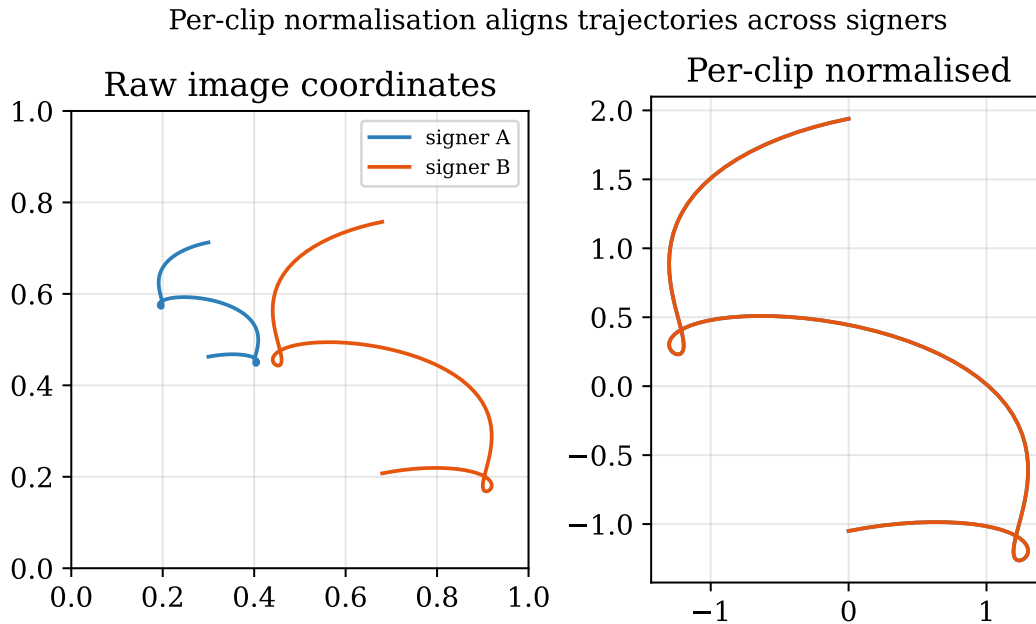 Per-clip normalisation aligns trajectories across signers
Raw image coordinates
1.0
0.8
0.6
0.4
0.2
0.0
0.0 0.2 0.4 0.6 0.8 1.0
signer A
signer B
Per-clip normalised
2.0
1.5
1.0
0.5
0.0
−0.5
−1.0
−1 0 1